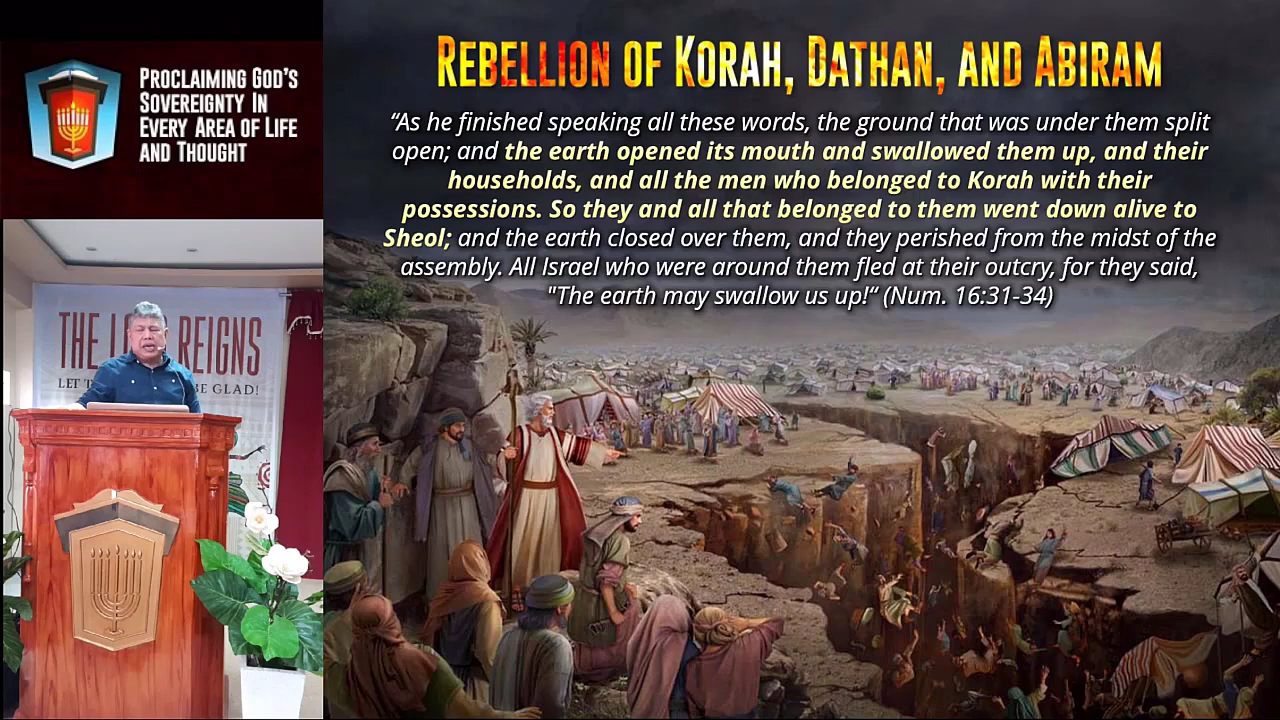 PROCLAIMING GOD'S
SOVEREIGNTY IN
EVERY AREA OF LIFE
AND THOUGHT
REBELLION OF KORAH, DATHAN, AND ABIRAM
“As he finished speaking all these words, the ground that was under them split
open; and the earth opened its mouth and swallowed them up, and their
households, and all the men who belonged to Korah with their
possessions. So they and all that belonged to them went down alive to
Sheol; and the earth closed over them, and they perished from the midst of the
assembly. All Israel who were around them fled at their outcry, for they said,
"The earth may swallow us up!“ (Num. 16:31-34)
THE REIGNS
LET BE GLAD!